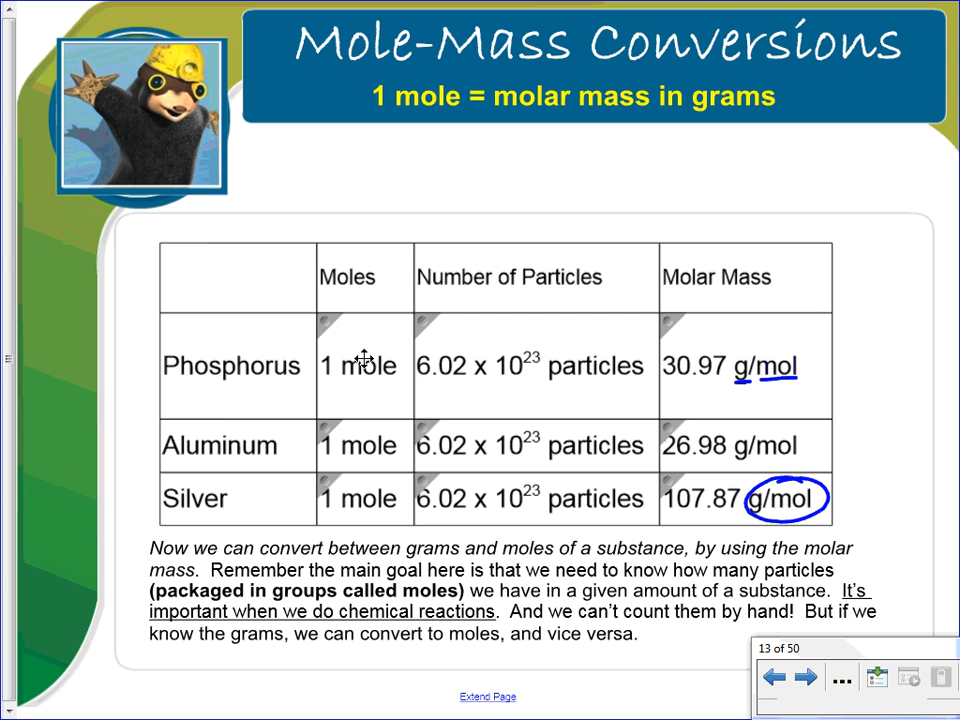 Mole-Mass Conversions
1 mole = molar mass in grams
Moles Number of Particles Molar Mass
Phosphorus 1 mole 6.02 x 10²³ particles 30.97 g/mol
Aluminum 1 mole 6.02 x 10²³ particles 26.98 g/mol
Silver 1 mole 6.02 x 10²³ particles 107.87 g/mol
Now we can convert between grams and moles of a substance, by using the molar
mass. Remember the main goal here is that we need to know how many particles
(packaged in groups called moles) we have in a given amount of a substance. It's
important when we do chemical reactions. And we can't count them by hand! But if we
know the grams, we can convert to moles, and vice versa.
13 of 50
Extend Page